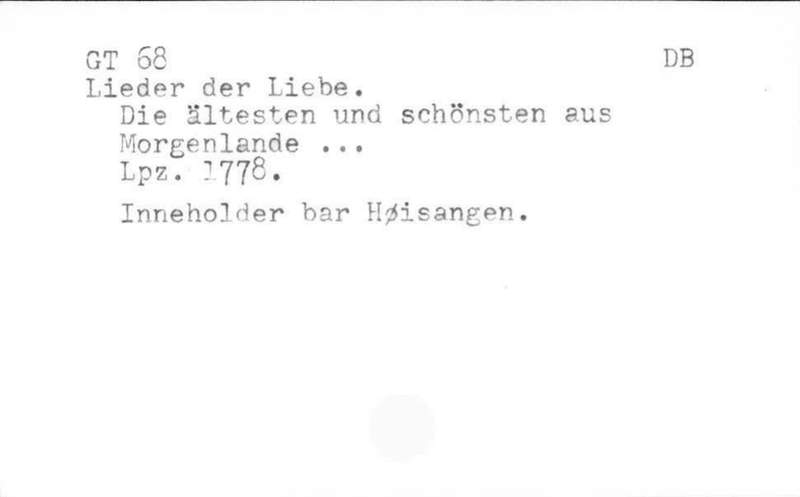 GT 68 DB
Lieder der Liebe.
Die ältesten und schönsten aus
Morgenlande ...
Lpz. 1778.
Inneholder bar Høisangen.